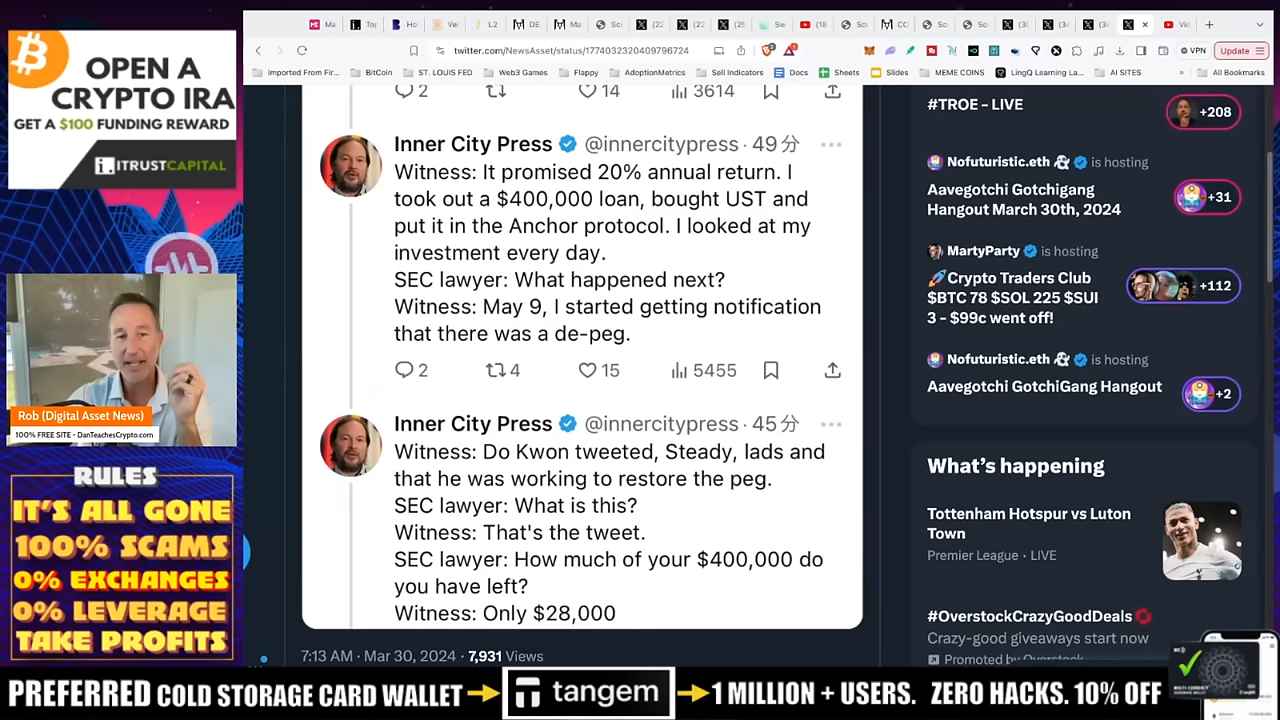 OPEN A
CRYPTO IRA
GET A $100 FUNDING REWARD
ITRUSTCAPITAL
twitter.com/NewsAsset/status/1774032320409796724
VPN
Update
Imported From Fir...
BitCoin
ST. LOUIS FED
Web3 Games
Flappy
AdoptionMetrics
Sell Indicators
Docs
Sheets
Slides
MEME COINS
LingQ Learning La...
AI SITES
All Bookmarks
2
14
3614
Inner City Press @innercitypress · 49分
Witness: It promised 20% annual return. I
took out a $400,000 loan, bought UST and
put it in the Anchor protocol. I looked at my
investment every day.
SEC lawyer: What happened next?
Witness: May 9, I started getting notification
that there was a de-peg.
2
4
15
5455
Inner City Press @innercitypress · 45分
Witness: Do Kwon tweeted, Steady, lads and
that he was working to restore the peg.
SEC lawyer: What is this?
Witness: That's the tweet.
SEC lawyer: How much of your $400,000 do
you have left?
Witness: Only $28,000
7:13 AM · Mar 30, 2024 · 7,931 Views
#TROE - LIVE
+208
Nofuturistic.eth is hosting
Aavegotchi Gotchigang
Hangout March 30th, 2024
+31
MartyParty is hosting
🚀Crypto Traders Club
$BTC 78 $SOL 225 $SUI
3 - $99c went off!
+112
Nofuturistic.eth is hosting
Aavegotchi GotchiGang Hangout
+2
What's happening
Tottenham Hotspur vs Luton
Town
Premier League · LIVE
#OverstockCrazyGoodDeals
Crazy-good giveaways start now
Promoted by Overstock
Rob (Digital Asset News)
100% FREE SITE - DanTeachesCrypto.com
RULES
IT'S ALL GONE
100% SCAMS
0% EXCHANGES
0% LEVERAGE
TAKE PROFITS
PREFERRED COLD STORAGE CARD WALLET
tangem
1 MILLION + USERS. ZERO HACKS. 10% OFF